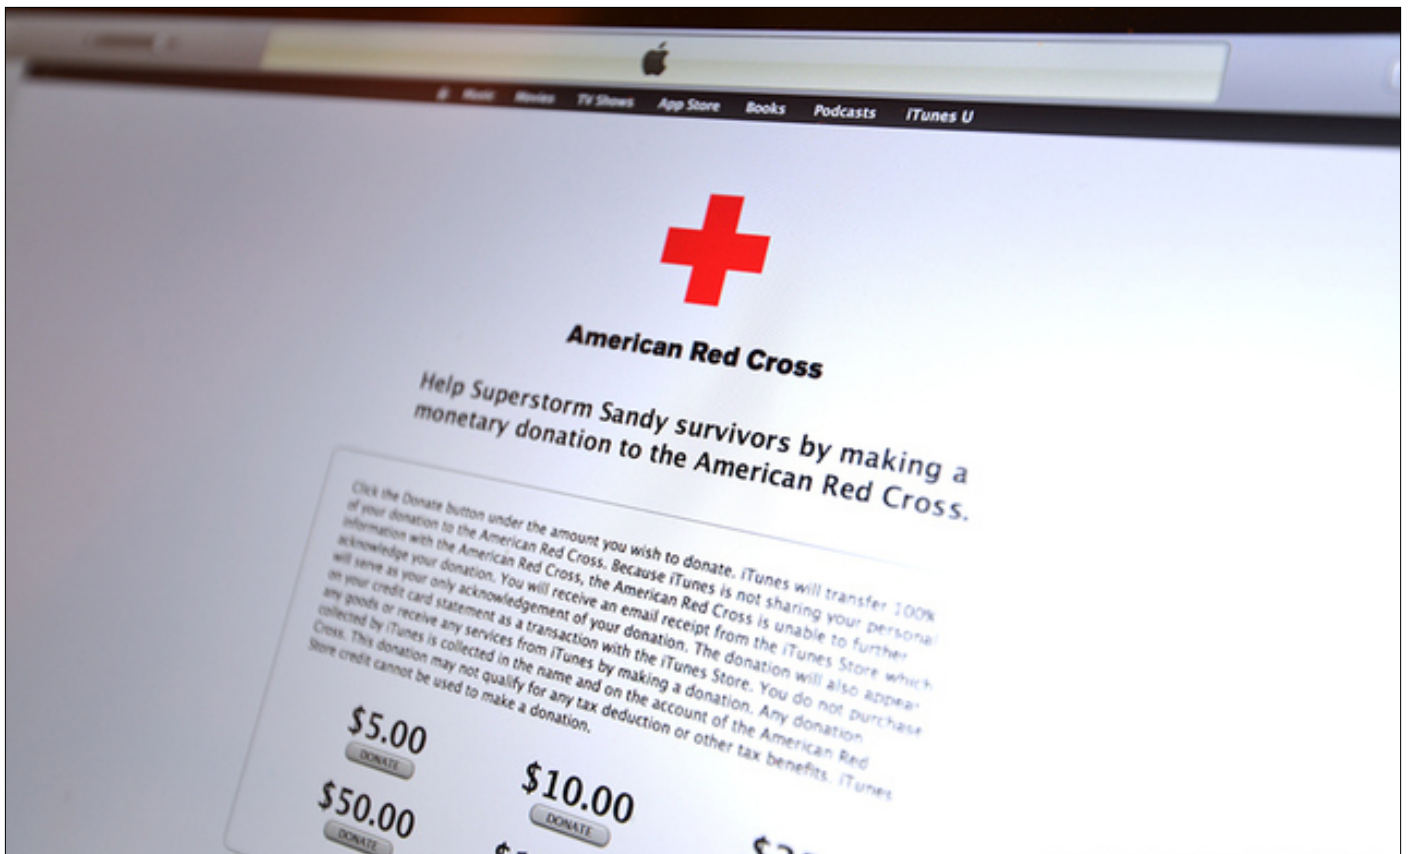 Music Movies TV Shows App Store Books Podcasts iTunes U
American Red Cross
Help Superstorm Sandy survivors by making a
monetary donation to the American Red Cross.
Click the Donate button under the amount you wish to donate. iTunes will transfer 100%
of your donation to the American Red Cross. Because iTunes is not sharing your personal
information with the American Red Cross, the American Red Cross is unable to further
acknowledge your donation. You will receive an email receipt from the iTunes Store which
will serve as your only acknowledgement of your donation. The donation will also appear
on your credit card statement as a transaction with the iTunes Store. You do not purchase
any goods or receive any services from iTunes by making a donation. Any donation
collected by iTunes is collected in the name and on the account of the American Red
Cross. This donation may not qualify for any tax deduction or other tax benefits. iTunes
Store credit cannot be used to make a donation.
$5.00
DONATE
$10.00
DONATE
$50.00
DONATE